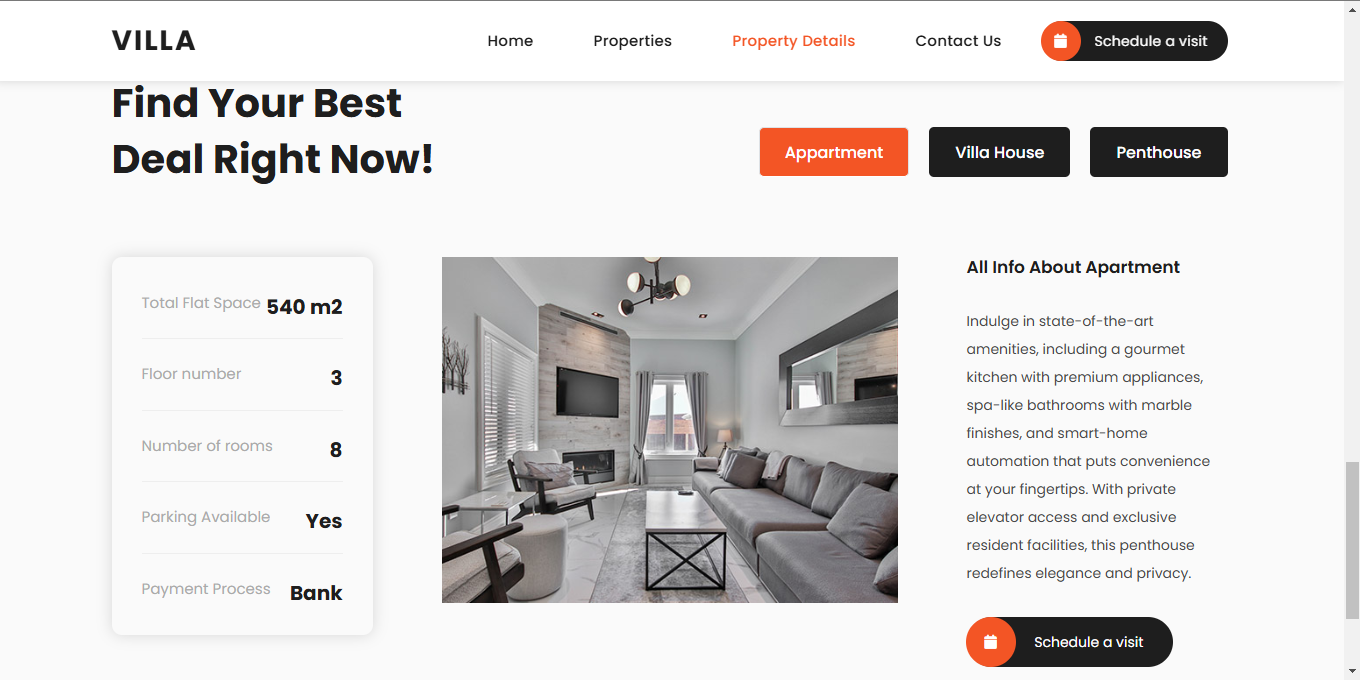 VILLA
Home
Properties
Property Details
Contact Us
Schedule a visit
Find Your Best
Deal Right Now!
Appartment
Villa House
Penthouse
Total Flat Space 540 m2
Floor number 3
Number of rooms 8
Parking Available Yes
Payment Process Bank
All Info About Apartment
Indulge in state-of-the-art
amenities, including a gourmet
kitchen with premium appliances,
spa-like bathrooms with marble
finishes, and smart-home
automation that puts convenience
at your fingertips. With private
elevator access and exclusive
resident facilities, this penthouse
redefines elegance and privacy.
Schedule a visit